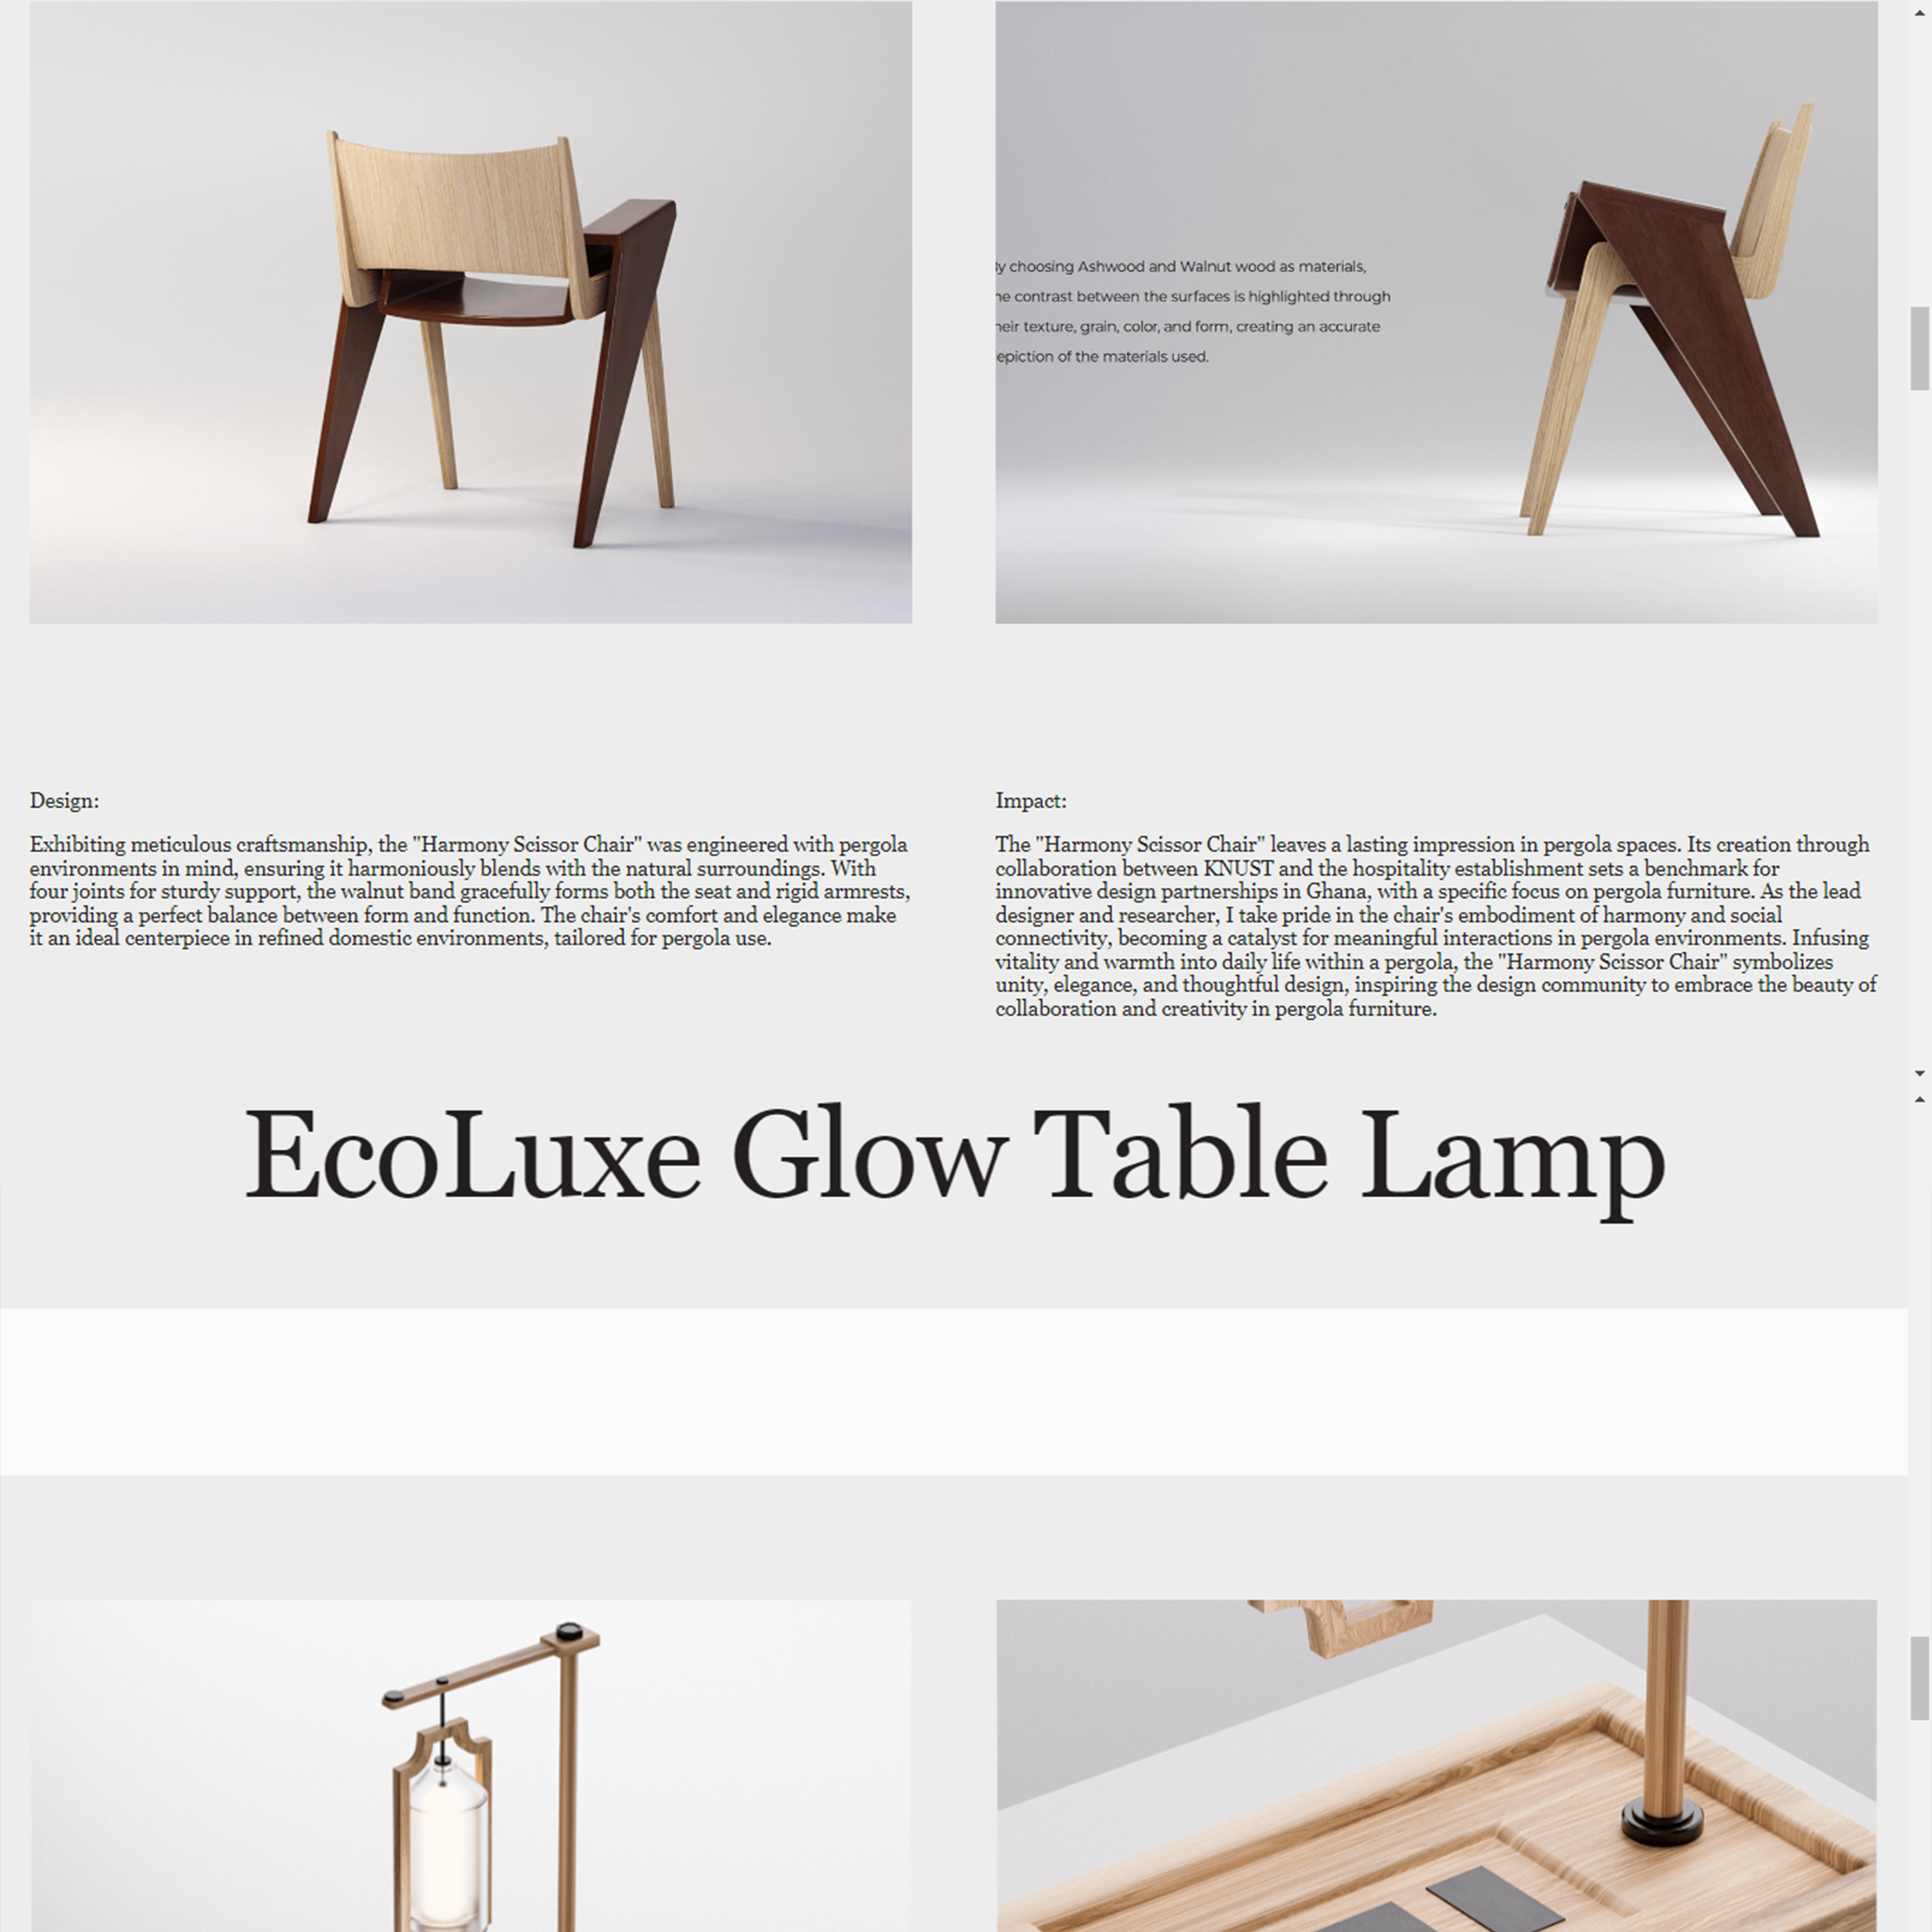 y choosing Ashwood and Walnut wood as materials,
he contrast between the surfaces is highlighted through
heir texture, grain, color, and form, creating an accurate
epiction of the materials used.
Design:
Exhibiting meticulous craftsmanship, the "Harmony Scissor Chair" was engineered with pergola
environments in mind, ensuring it harmoniously blends with the natural surroundings. With
four joints for sturdy support, the walnut band gracefully forms both the seat and rigid armrests,
providing a perfect balance between form and function. The chair's comfort and elegance make
it an ideal centerpiece in refined domestic environments, tailored for pergola use.
Impact:
The "Harmony Scissor Chair" leaves a lasting impression in pergola spaces. Its creation through
collaboration between KNUST and the hospitality establishment sets a benchmark for
innovative design partnerships in Ghana, with a specific focus on pergola furniture. As the lead
designer and researcher, I take pride in the chair's embodiment of harmony and social
connectivity, becoming a catalyst for meaningful interactions in pergola environments. Infusing
vitality and warmth into daily life within a pergola, the "Harmony Scissor Chair" symbolizes
unity, elegance, and thoughtful design, inspiring the design community to embrace the beauty of
collaboration and creativity in pergola furniture.
EcoLuxe Glow Table Lamp